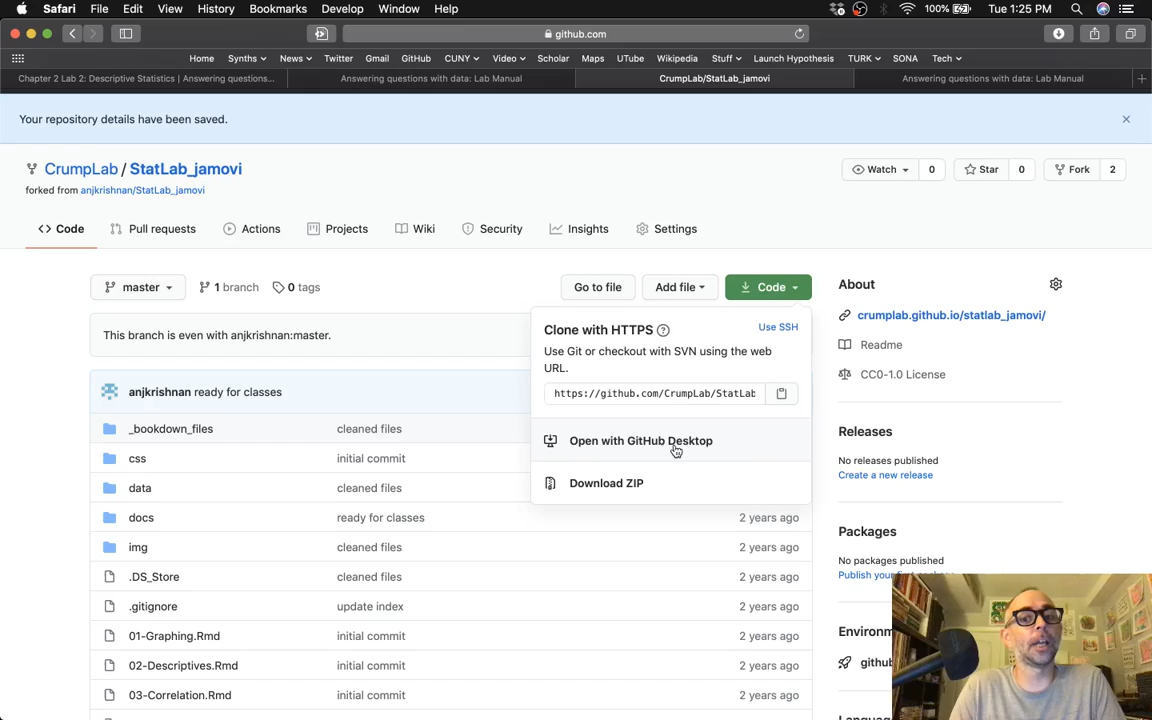 Safari File Edit View History Bookmarks Develop Window Help 100% Tue 1:25 PM
github.com
Home Synths News Twitter Gmail GitHub CUNY Video Scholar Maps UTube Wikipedia Stuff Launch Hypothesis TURK SONA Tech
Chapter 2 Lab 2: Descriptive Statistics | Answering questions... Answering questions with data: Lab Manual CrumpLab/StatLab_jamovi Answering questions with data: Lab Manual
Your repository details have been saved.
CrumpLab / StatLab_jamovi
Watch 0 Star 0 Fork 2
forked from anjkrishnan/StatLab_jamovi
Code Pull requests Actions Projects Wiki Security Insights Settings
master 1 branch 0 tags Go to file Add file Code
This branch is even with anjkrishnan:master.
anjkrishnan ready for classes
_bookdown_files cleaned files
css initial commit
data cleaned files
docs ready for classes 2 years ago
img cleaned files 2 years ago
.DS_Store cleaned files 2 years ago
.gitignore update index 2 years ago
01-Graphing.Rmd initial commit 2 years ago
02-Descriptives.Rmd initial commit 2 years ago
03-Correlation.Rmd initial commit 2 years ago
Clone with HTTPS Use SSH
Use Git or checkout with SVN using the web
URL.
https://github.com/CrumpLab/StatLab
Open with GitHub Desktop
Download ZIP
About
crumplab.github.io/statlab_jamovi/
Readme
CC0-1.0 License
Releases
No releases published
Create a new release
Packages
No packages published
Publish your first
Environm
github
Languag